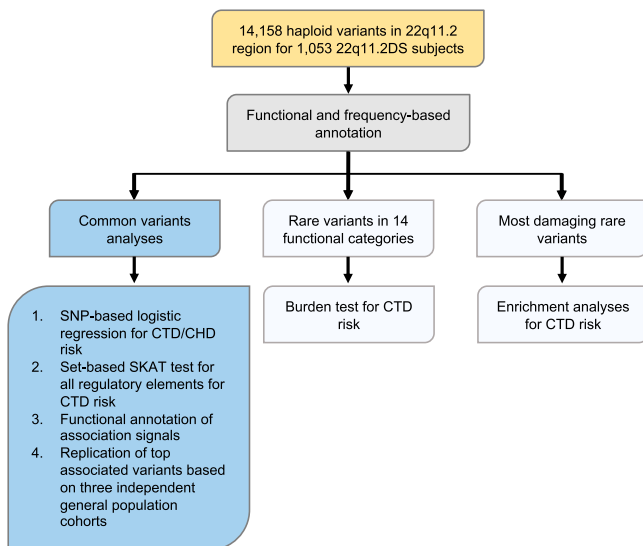 14,158 haploid variants in 22q11.2
region for 1,053 22q11.2DS subjects
Functional and frequency-based
annotation
Common variants
analyses
Rare variants in 14
functional categories
Most damaging rare
variants
1. SNP-based logistic
regression for CTD/CHD
risk
2. Set-based SKAT test for
all regulatory elements for
CTD risk
3. Functional annotation of
association signals
4. Replication of top
associated variants based
on three independent
general population
cohorts
Burden test for CTD
risk
Enrichment analyses
for CTD risk